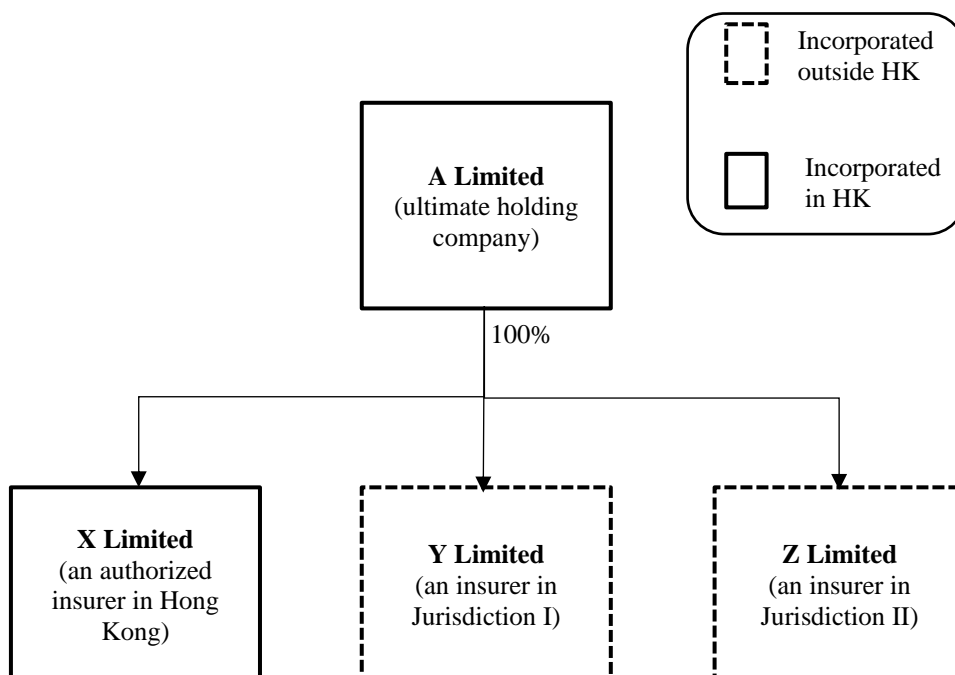 Incorporated
outside HK
Incorporated
in HK
A Limited
(ultimate holding
company)
100%
X Limited
(an authorized
insurer in Hong
Kong)
Y Limited
(an insurer in
Jurisdiction I)
Z Limited
(an insurer in
Jurisdiction II)